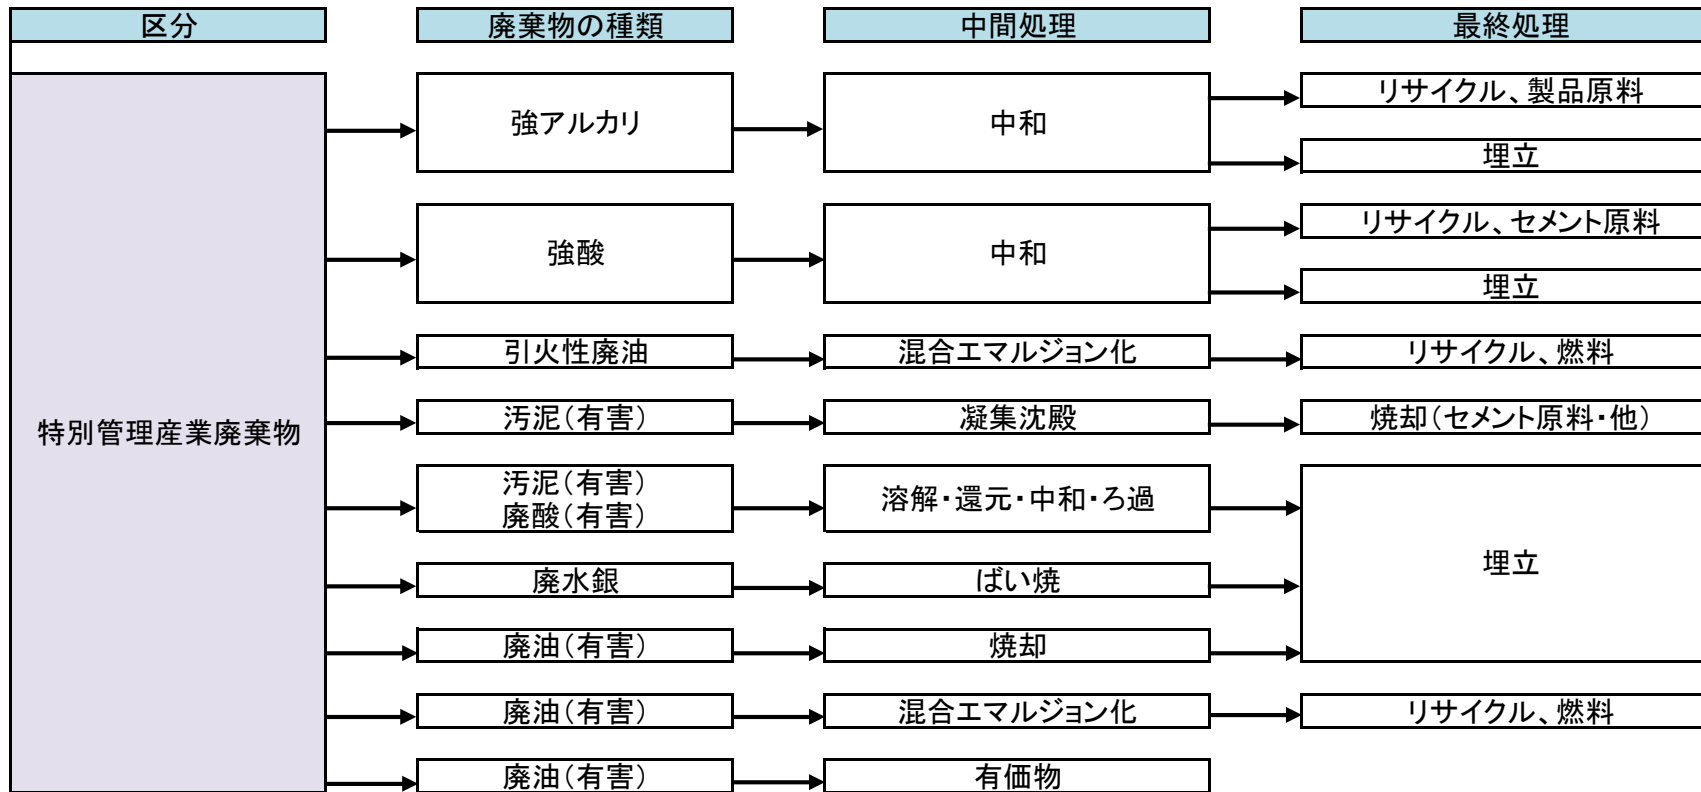 区分
廃棄物の種類
中間処理
最終処理
特別管理産業廃棄物
強アルカリ
中和
リサイクル、製品原料
埋立
強酸
中和
リサイクル、セメント原料
埋立
引火性廃油
混合エマルジョン化
リサイクル、燃料
汚泥（有害）
凝集沈殿
焼却（セメント原料・他）
汚泥（有害）
廃酸（有害）
溶解・還元・中和・ろ過
埋立
廃水銀
ばい焼
廃油（有害）
焼却
廃油（有害）
混合エマルジョン化
リサイクル、燃料
廃油（有害）
有価物